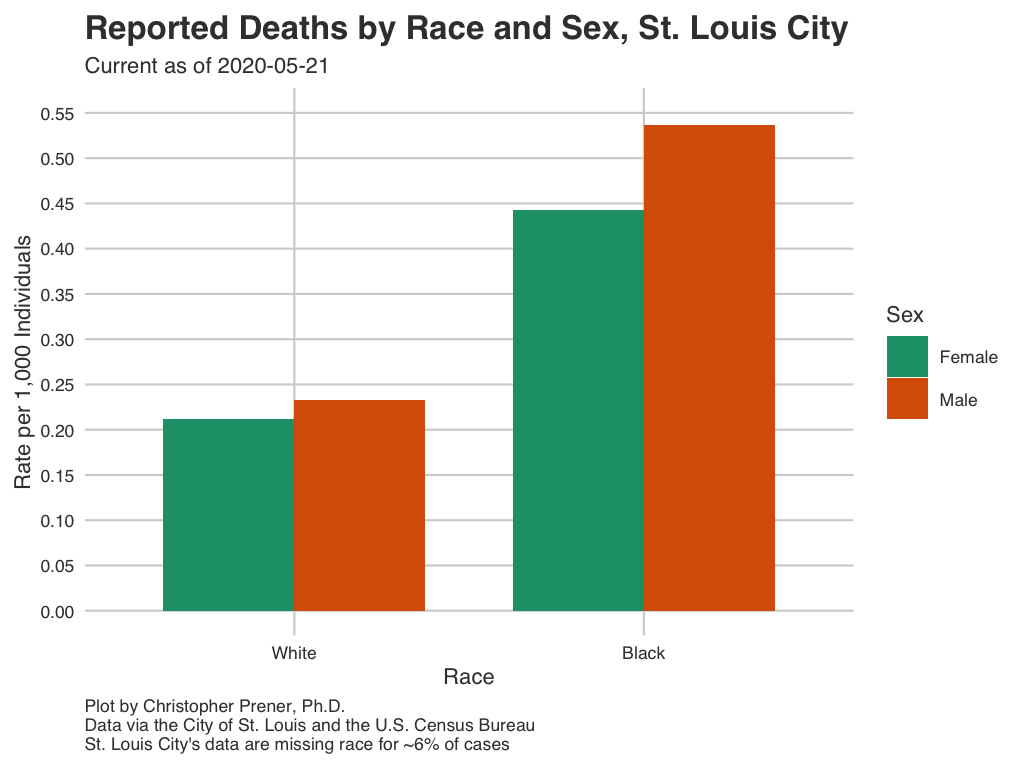 Reported Deaths by Race and Sex, St. Louis City
Current as of 2020-05-21
Rate per 1,000 Individuals
0.55
0.50
0.45
0.40
0.35
0.30
0.25
0.20
0.15
0.10
0.05
0.00
White
Black
Race
Sex
Female
Male
Plot by Christopher Prener, Ph.D.
Data via the City of St. Louis and the U.S. Census Bureau
St. Louis City's data are missing race for ~6% of cases